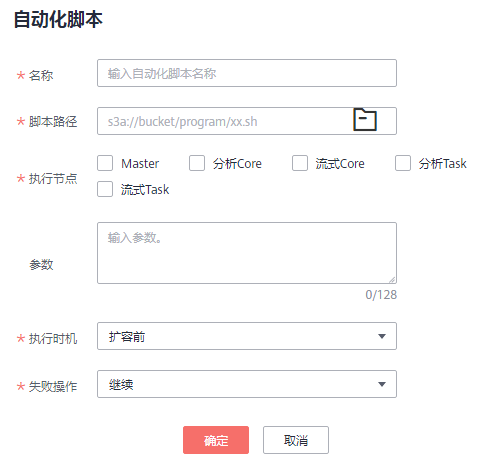 自动化脚本
* 名称 输入自动化脚本名称
* 脚本路径 s3a://bucket/program/xx.sh
* 执行节点 Master 分析Core 流式Core 分析Task
流式Task
参数 输入参数。
0/128
* 执行时机 扩容前
* 失败操作 继续
确定 取消